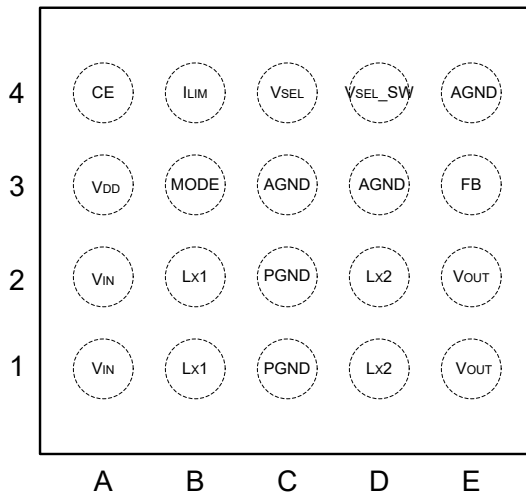 4 CE ILIM VSEL VSEL_SW AGND
3 VDD MODE AGND AGND FB
2 VIN LX1 PGND LX2 VOUT
1 VIN LX1 PGND LX2 VOUT
A B C D E